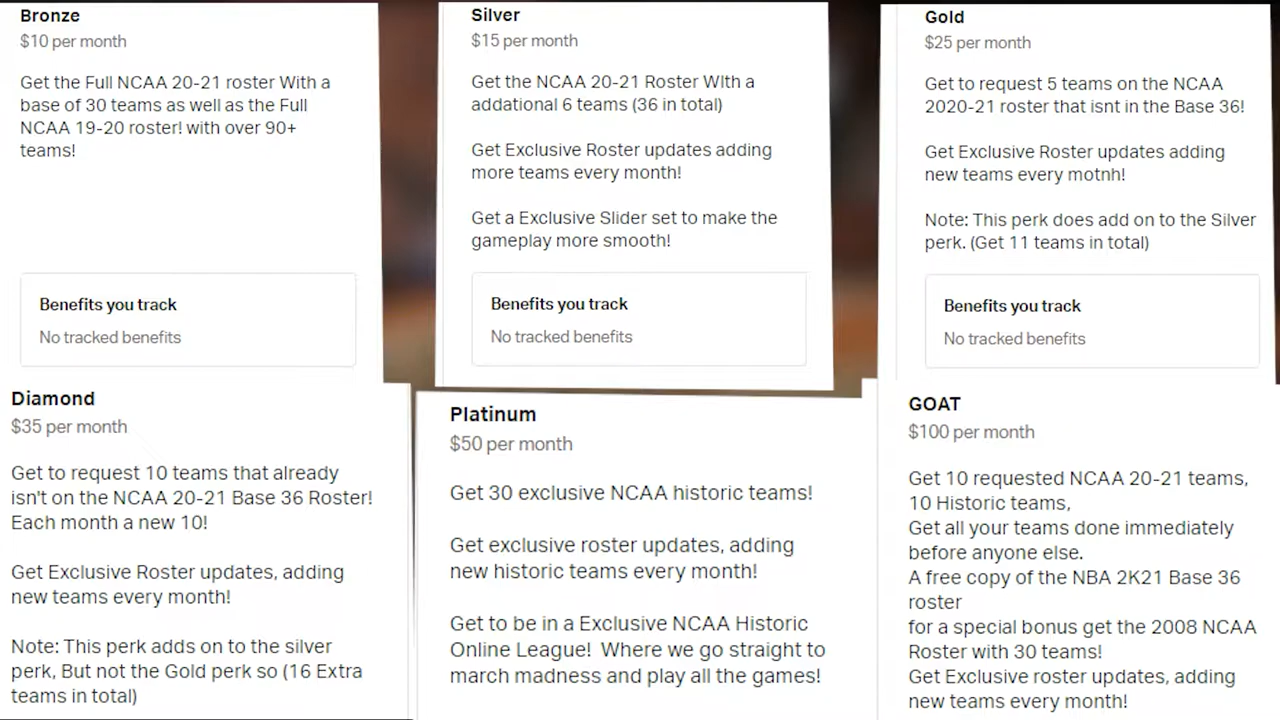 Bronze
$10 per month
Get the Full NCAA 20-21 roster With a
base of 30 teams as well as the Full
NCAA 19-20 roster! with over 90+
teams!
Benefits you track
No tracked benefits
Silver
$15 per month
Get the NCAA 20-21 Roster WIth a
addational 6 teams (36 in total)
Get Exclusive Roster updates adding
more teams every month!
Get a Exclusive Slider set to make the
gameplay more smooth!
Benefits you track
No tracked benefits
Gold
$25 per month
Get to request 5 teams on the NCAA
2020-21 roster that isnt in the Base 36!
Get Exclusive Roster updates adding
new teams every motnh!
Note: This perk does add on to the Silver
perk. (Get 11 teams in total)
Benefits you track
No tracked benefits
Diamond
$35 per month
Get to request 10 teams that already
isn't on the NCAA 20-21 Base 36 Roster!
Each month a new 10!
Get Exclusive Roster updates, adding
new teams every month!
Note: This perk adds on to the silver
perk, But not the Gold perk so (16 Extra
teams in total)
Platinum
$50 per month
Get 30 exclusive NCAA historic teams!
Get exclusive roster updates, adding
new historic teams every month!
Get to be in a Exclusive NCAA Historic
Online League!  Where we go straight to
march madness and play all the games!
GOAT
$100 per month
Get 10 requested NCAA 20-21 teams,
10 Historic teams,
Get all your teams done immediately
before anyone else.
A free copy of the NBA 2K21 Base 36
roster
for a special bonus get the 2008 NCAA
Roster with 30 teams!
Get Exclusive roster updates, adding
new teams every month!